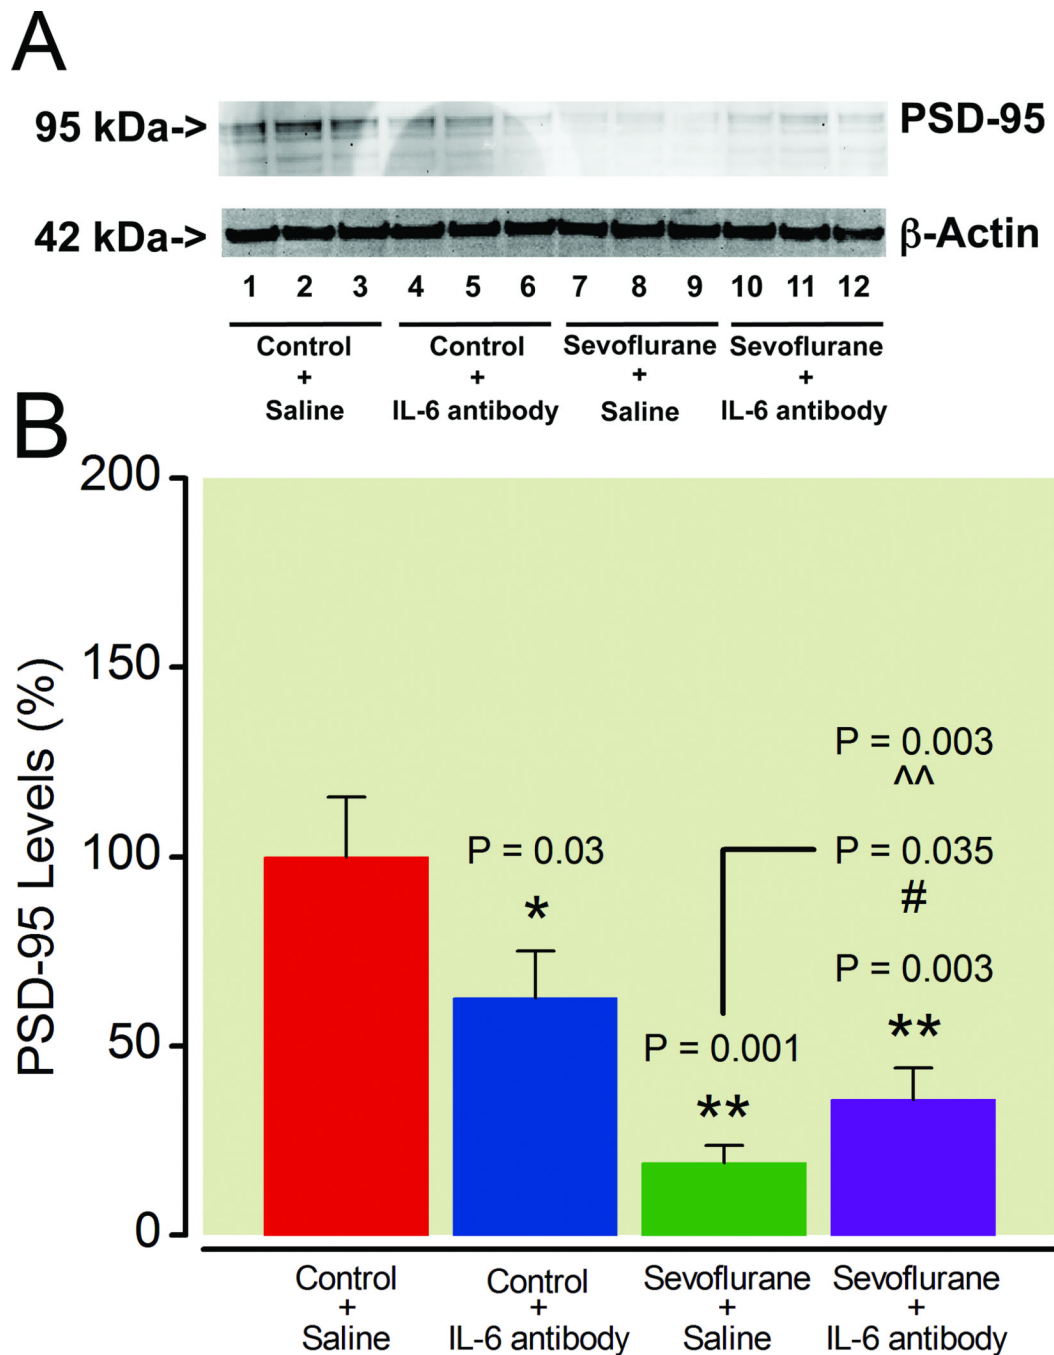 A
95 kDa-> PSD-95
42 kDa-> β-Actin
1 2 3 4 5 6 7 8 9 10 11 12
Control + Saline
Control + IL-6 antibody
Sevoflurane + Saline
Sevoflurane + IL-6 antibody
B
PSD-95 Levels (%)
200
150
100
50
0
P = 0.03
*
P = 0.001
**
P = 0.003
^^
P = 0.035
#
P = 0.003
**
Control + Saline
Control + IL-6 antibody
Sevoflurane + Saline
Sevoflurane + IL-6 antibody